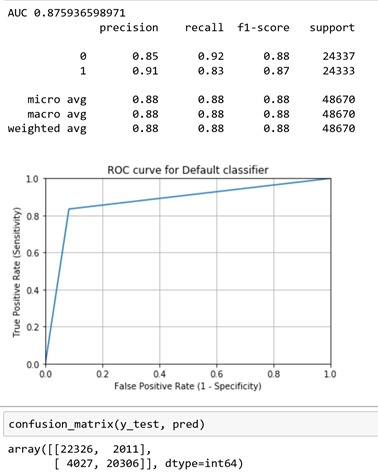 AUC 0.875936598971
precision recall f1-score support
0 0.85 0.92 0.88 24337
1 0.91 0.83 0.87 24333
micro avg 0.88 0.88 0.88 48670
macro avg 0.88 0.88 0.88 48670
weighted avg 0.88 0.88 0.88 48670
ROC curve for Default classifier
1.0
0.8
0.6
0.4
0.2
0.0
True Positive Rate (Sensitivity)
0.0 0.2 0.4 0.6 0.8 1.0
False Positive Rate (1 - Specificity)
confusion_matrix(y_test, pred)
array([[22326, 2011],
[ 4027, 20306]], dtype=int64)